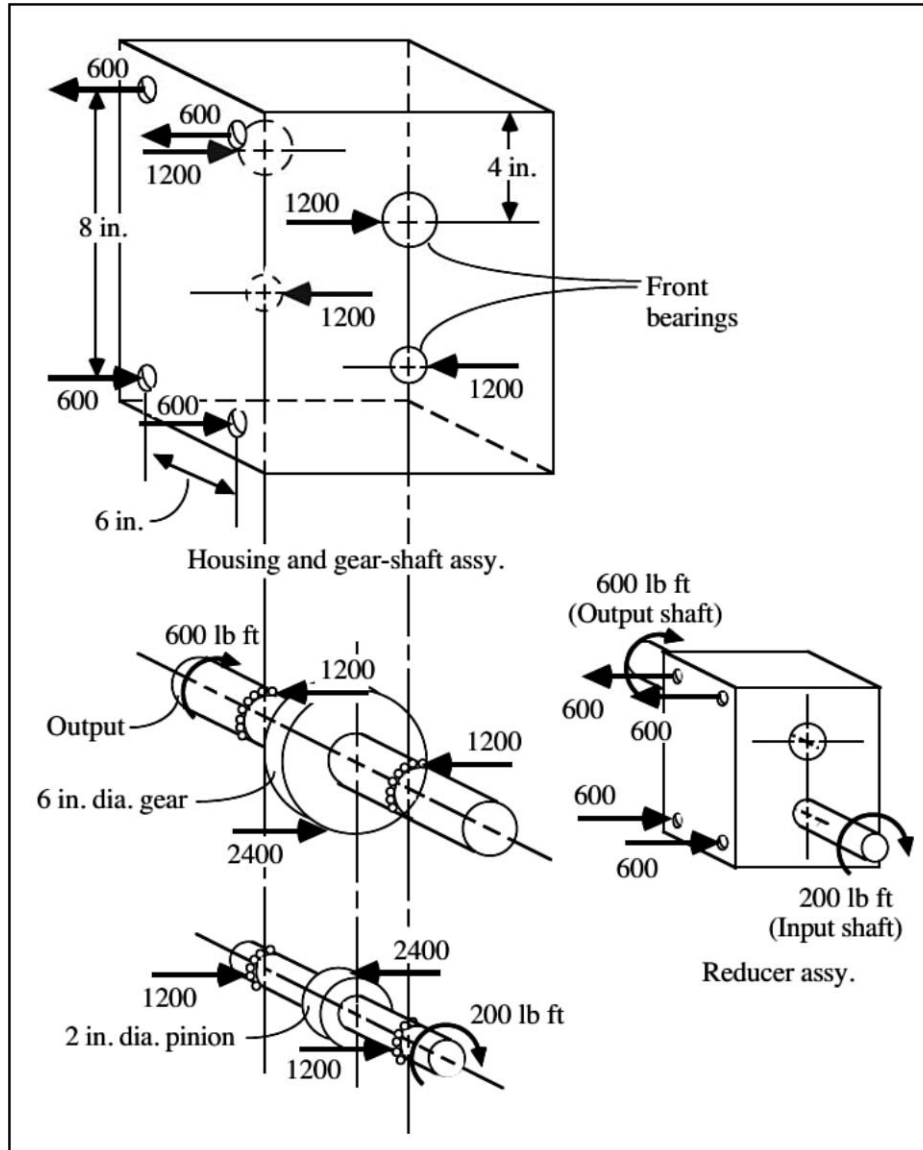 600
600
1200
4 in.
1200
8 in.
1200
Front
bearings
1200
600
600
6 in.
Housing and gear-shaft assy.
600 lb ft
(Output shaft)
600 lb ft
1200
600
600
Output
1200
6 in. dia. gear
600
2400
600
200 lb ft
(Input shaft)
2400
Reducer assy.
1200
200 lb ft
2 in. dia. pinion
1200